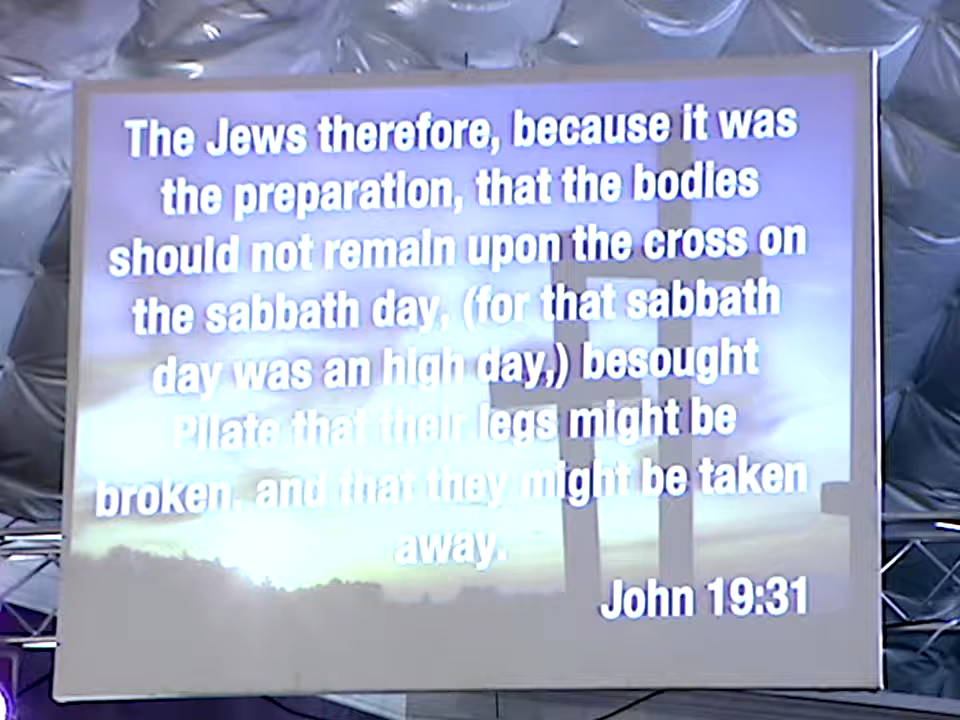 The Jews therefore, because it was
the preparation, that the bodies
should not remain upon the cross on
the sabbath day, (for that sabbath
day was an high day,) besought
Pilate that their legs might be
broken, and that they might be taken
away.
John 19:31